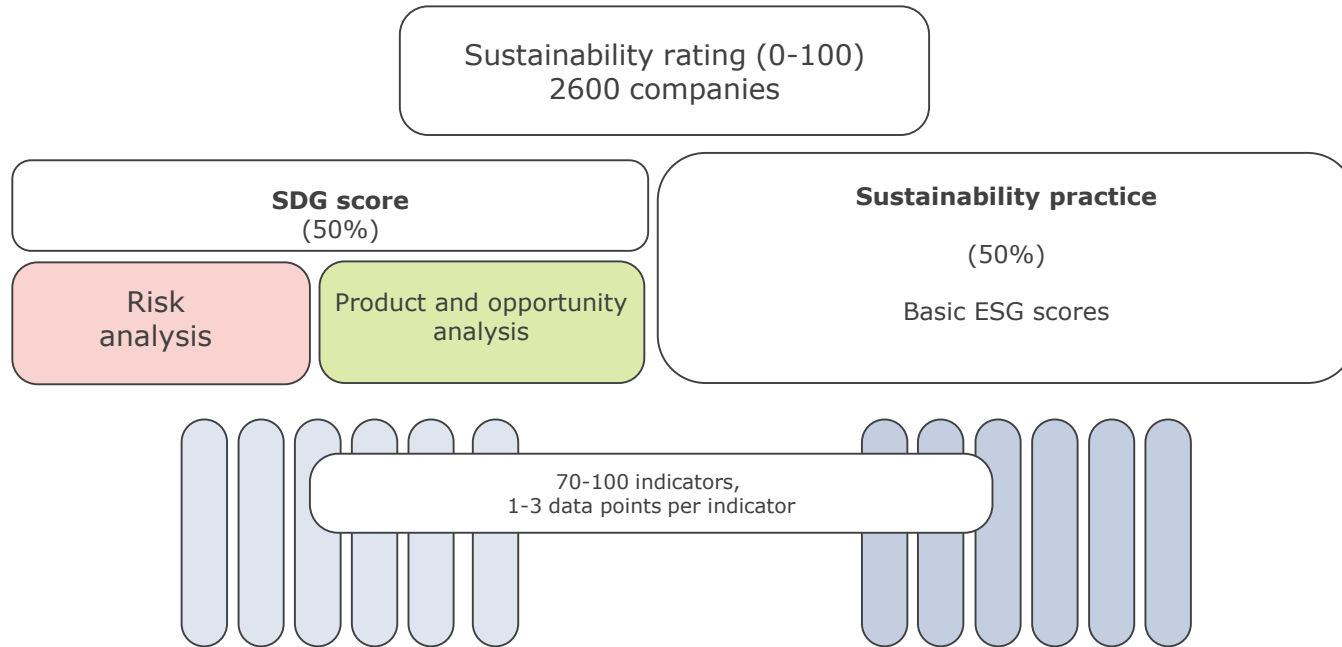 Sustainability rating (0-100)
2600 companies
SDG score
(50%)
Risk
analysis
Product and opportunity
analysis
Sustainability practice
(50%)
Basic ESG scores
70-100 indicators,
1-3 data points per indicator